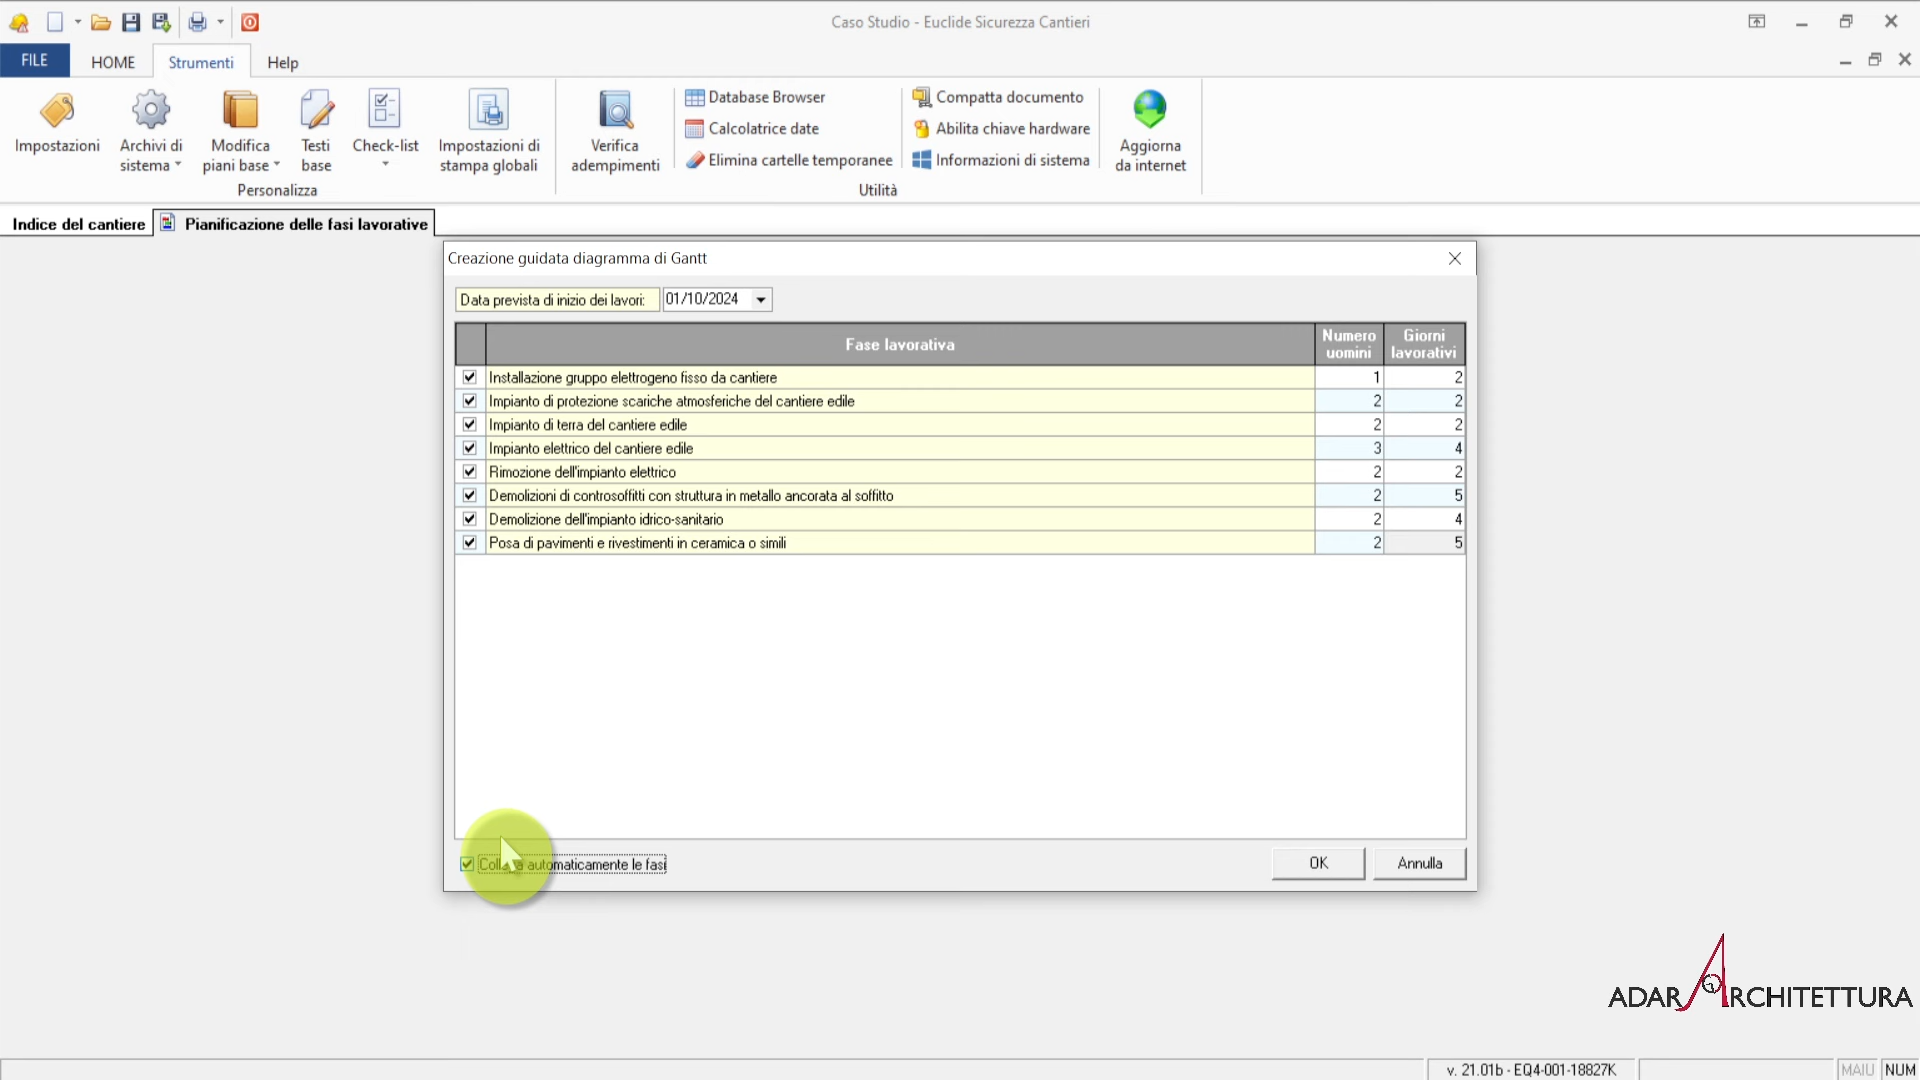 Caso Studio - Euclide Sicurezza Cantieri
FILE HOME Strumenti Help
Impostazioni
Archivi di sistema
Modifica piani base
Testi base
Check-list
Impostazioni di stampa globali
Personalizza
Verifica adempimenti
Database Browser
Calcolatrice date
Elimina cartelle temporanee
Compatta documento
Abilita chiave hardware
Informazioni di sistema
Utilità
Aggiorna da internet
Indice del cantiere Pianificazione delle fasi lavorative
Creazione guidata diagramma di Gantt
Data prevista di inizio dei lavori: 01/10/2024
Fase lavorativa Numero uomini Giorni lavorativi
Installazione gruppo elettrogeno fisso da cantiere 1 2
Impianto di protezione scariche atmosferiche del cantiere edile 2 2
Impianto di terra del cantiere edile 2 2
Impianto elettrico del cantiere edile 3 4
Rimozione dell'impianto elettrico 2 2
Demolizioni di controsoffitti con struttura in metallo ancorata al soffitto 2 5
Demolizione dell'impianto idrico-sanitario 2 4
Posa di pavimenti e rivestimenti in ceramica o simili 2 5
automaticamente le fasi OK Annulla
ADARARCHITETTURA
v. 21.01b - EQ4-001-18827K MAIU NUM